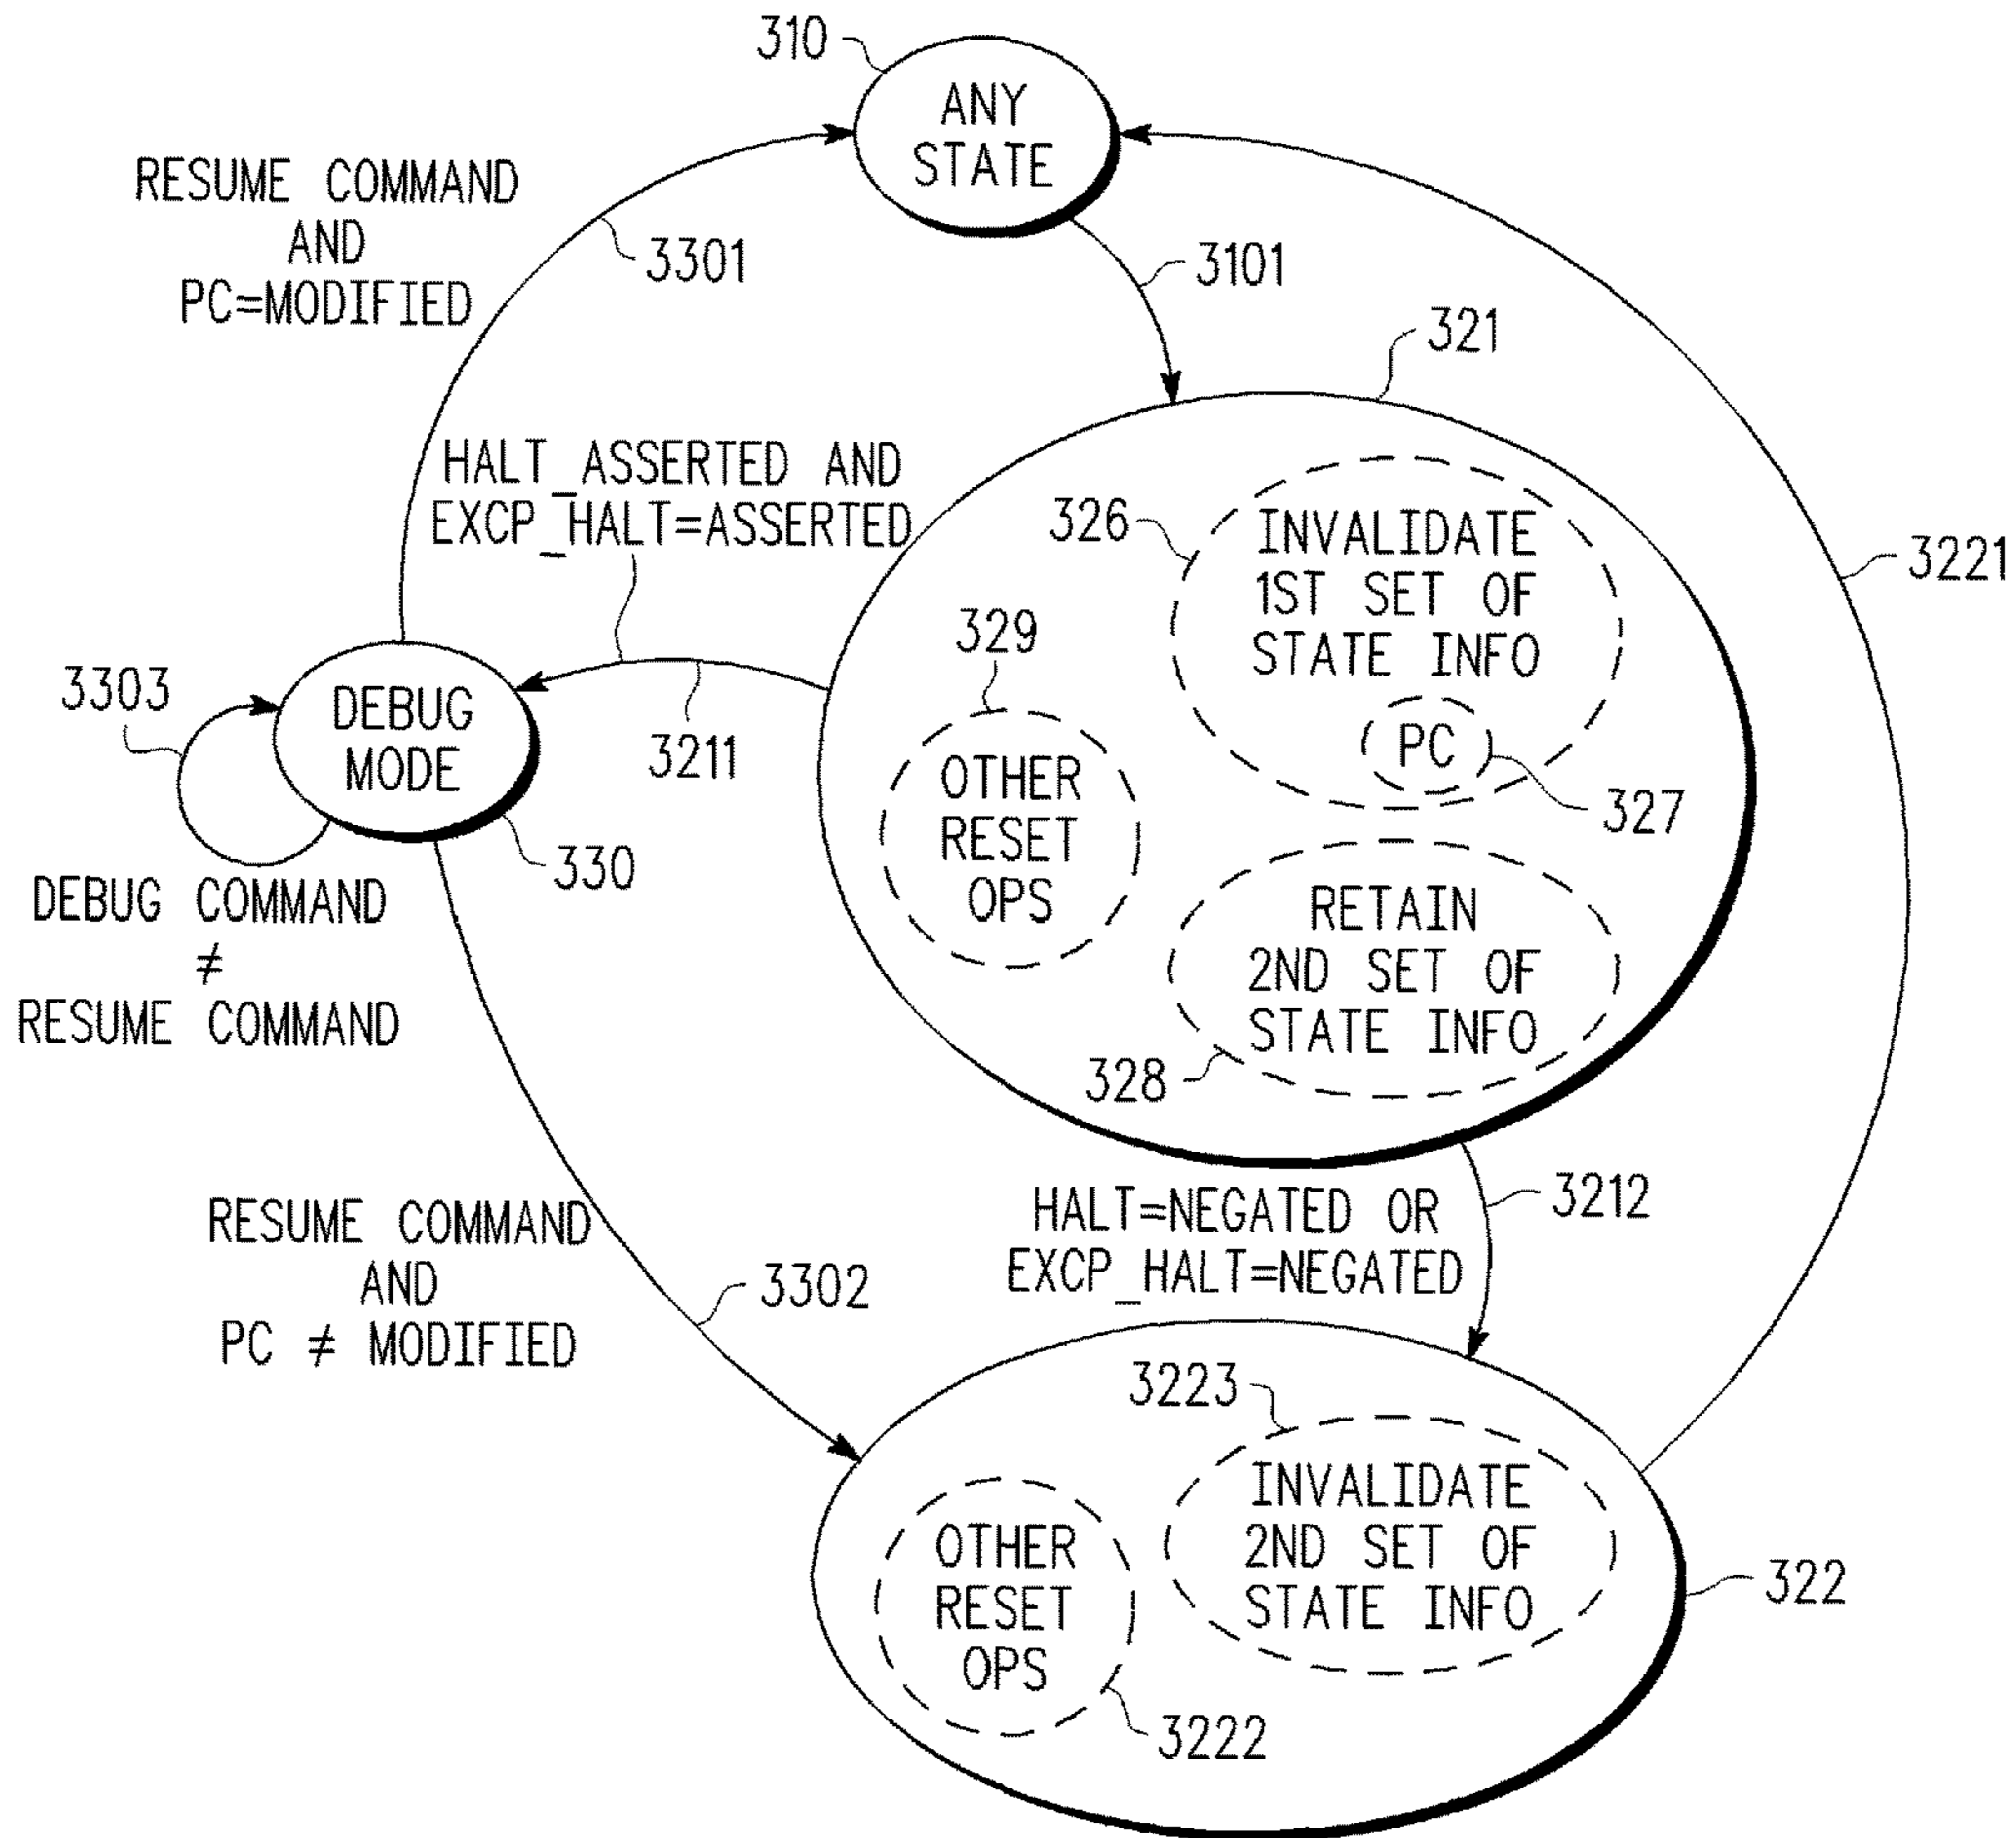 310
ANY
STATE
RESUME COMMAND
AND
PC=MODIFIED
3301
3101
321
HALT_ASSERTED AND
EXCP_HALT=ASSERTED
326
INVALIDATE
1ST SET OF
STATE INFO
3221
329
3303
DEBUG
MODE
3211
PC
327
OTHER
RESET
OPS
330
DEBUG COMMAND
≠
RESUME COMMAND
RETAIN
2ND SET OF
STATE INFO
328
RESUME COMMAND
AND
PC ≠ MODIFIED
3302
HALT=NEGATED OR
EXCP_HALT=NEGATED
3212
3223
INVALIDATE
2ND SET OF
STATE INFO
OTHER
RESET
OPS
322
3222